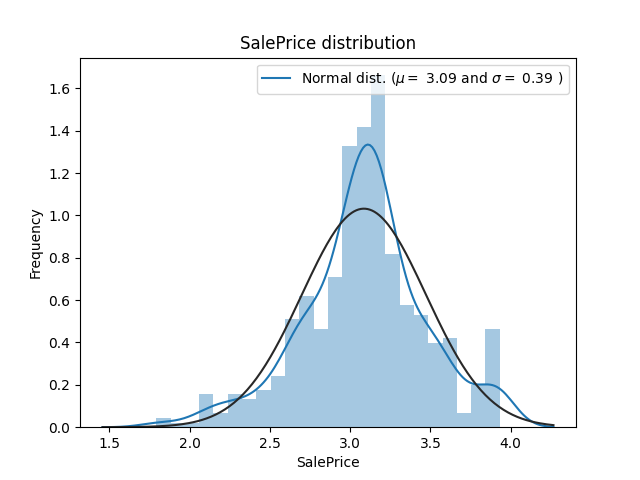 SalePrice distribution
Normal dist. (μ = 3.09 and σ = 0.39 )
Frequency
1.6
1.4
1.2
1.0
0.8
0.6
0.4
0.2
0.0
1.5 2.0 2.5 3.0 3.5 4.0
SalePrice